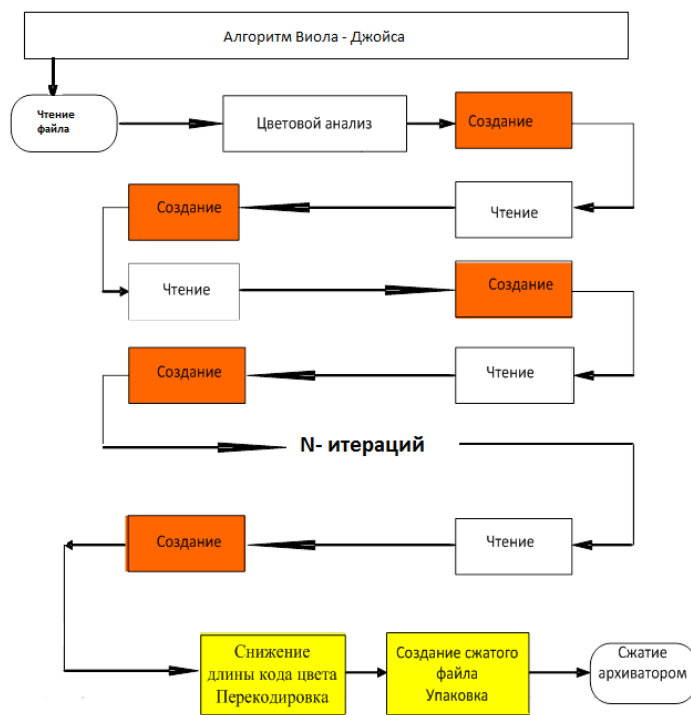 Алгоритм Виола - Джойса
Чтение
файла
Цветовой анализ
Создание
Создание
Чтение
Чтение
Создание
Создание
Чтение
N- итераций
Создание
Чтение
Снижение
длины кода цвета
Перекодировка
Создание сжатого
файла
Упаковка
Сжатие
архиватором